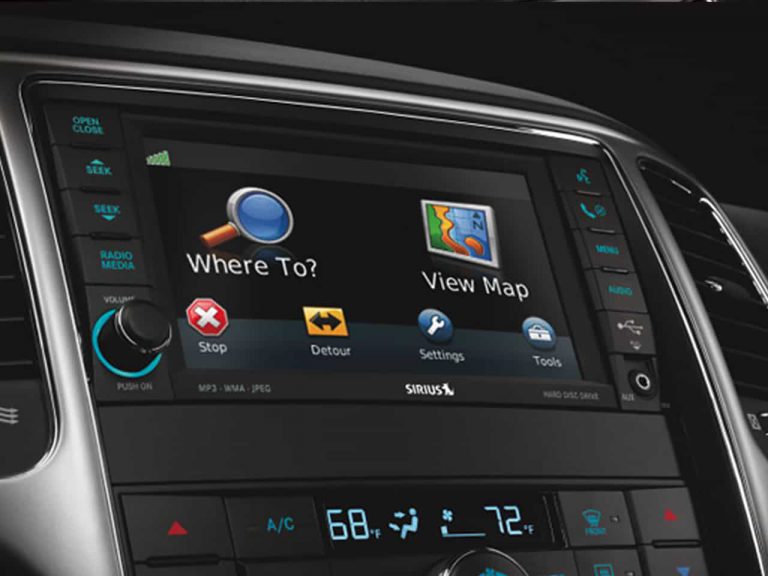 OPEN
CLOSE
SEEK
SEEK
RADIO
MEDIA
VOLUME
PUSH ON
Where To?
View Map
N
Stop
Detour
Settings
Tools
MP3 - WMA - JPEG
SIRIUS
HARD DISC DRIVE
MENU
AUDIO
AUX
A/C
68°F
72°F
FRONT